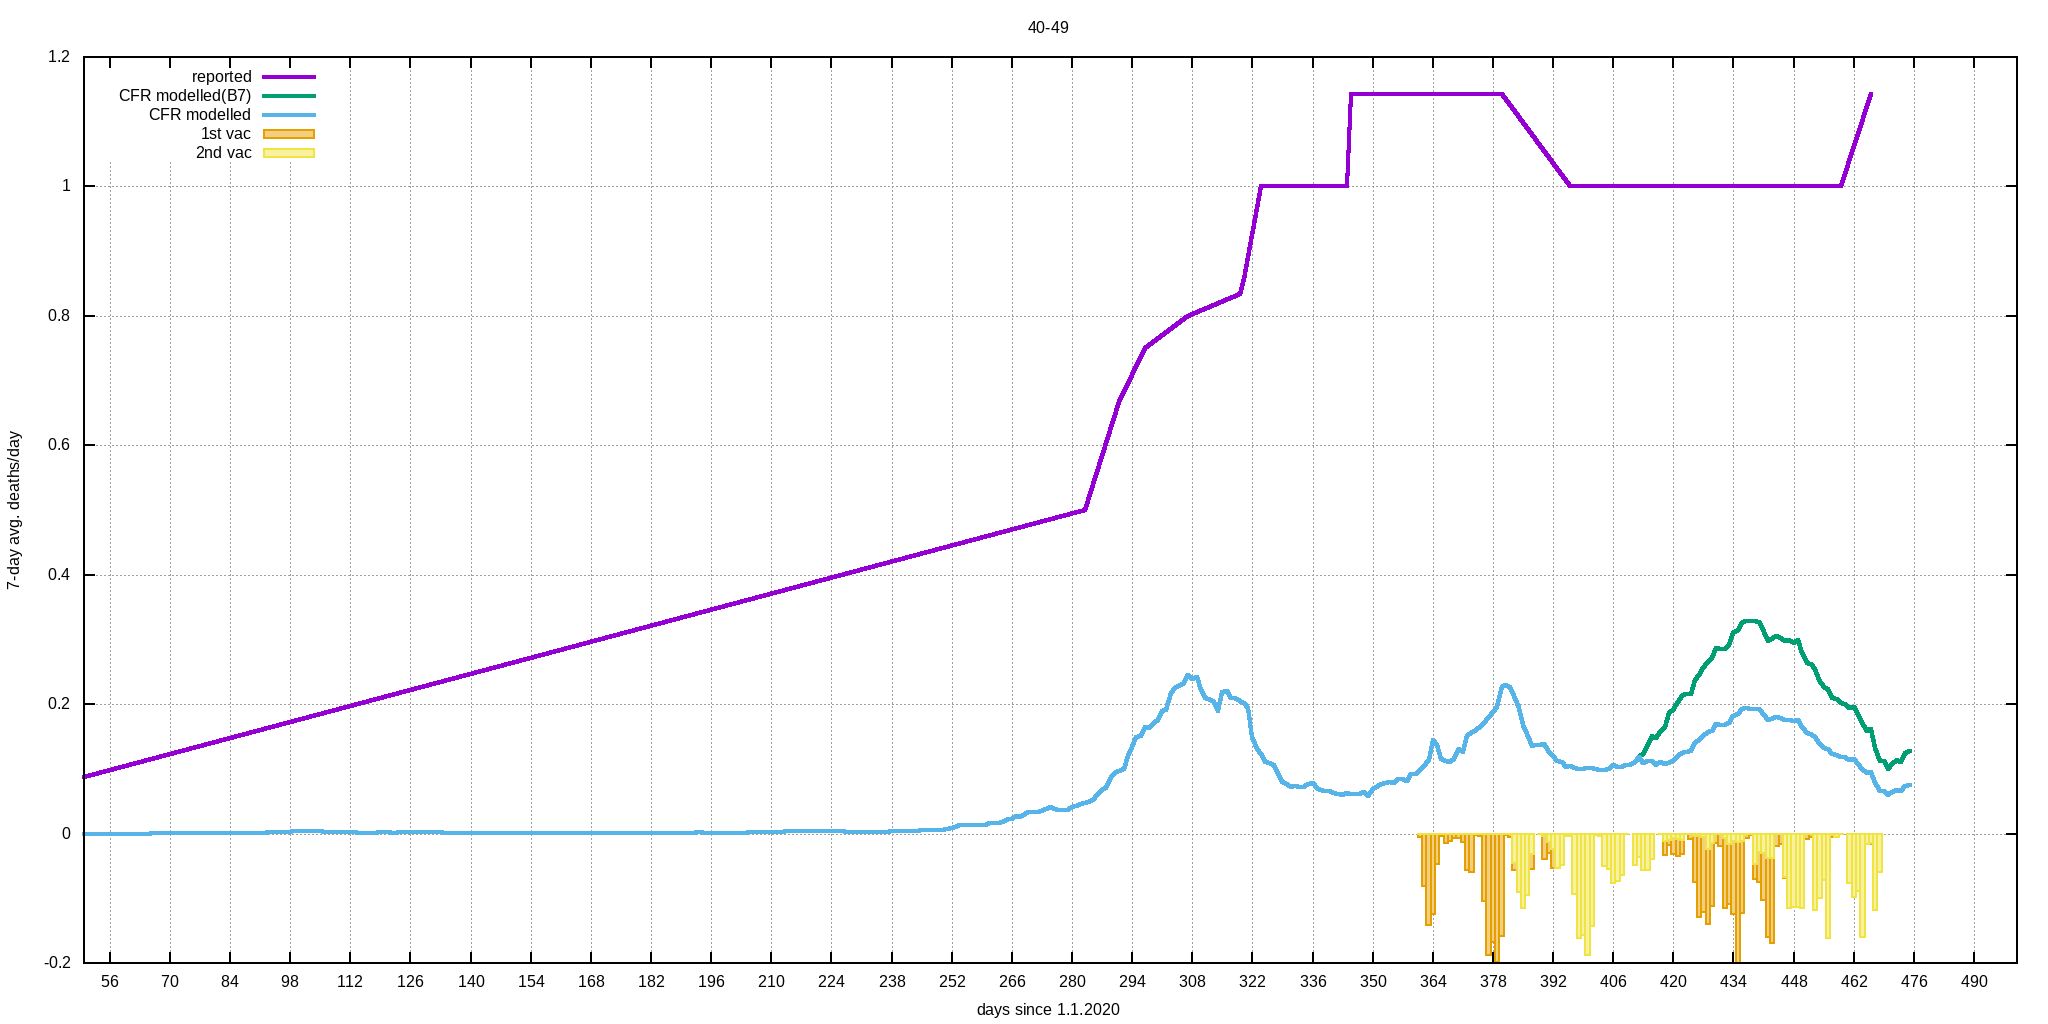 40-49
reported
CFR modelled(B7)
CFR modelled
1st vac
2nd vac
1.2
1
0.8
0.6
0.4
0.2
0
-0.2
7-day avg. deaths/day
56 70 84 98 112 126 140 154 168 182 196 210 224 238 252 266 280 294 308 322 336 350 364 378 392 406 420 434 448 462 476 490
days since 1.1.2020